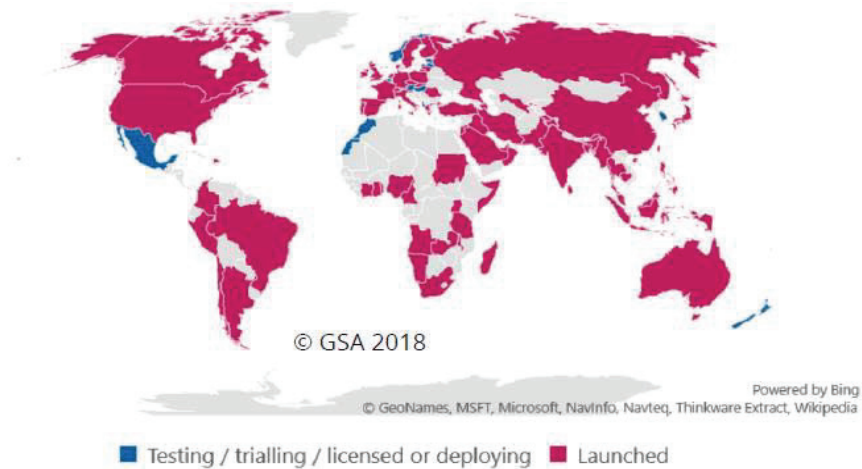 © GSA 2018
Powered by Bing
© GeoNames, MSFT, Microsoft, NavInfo, Navteq, Thinkware Extract, Wikipedia
Testing / trialling / licensed or deploying
Launched